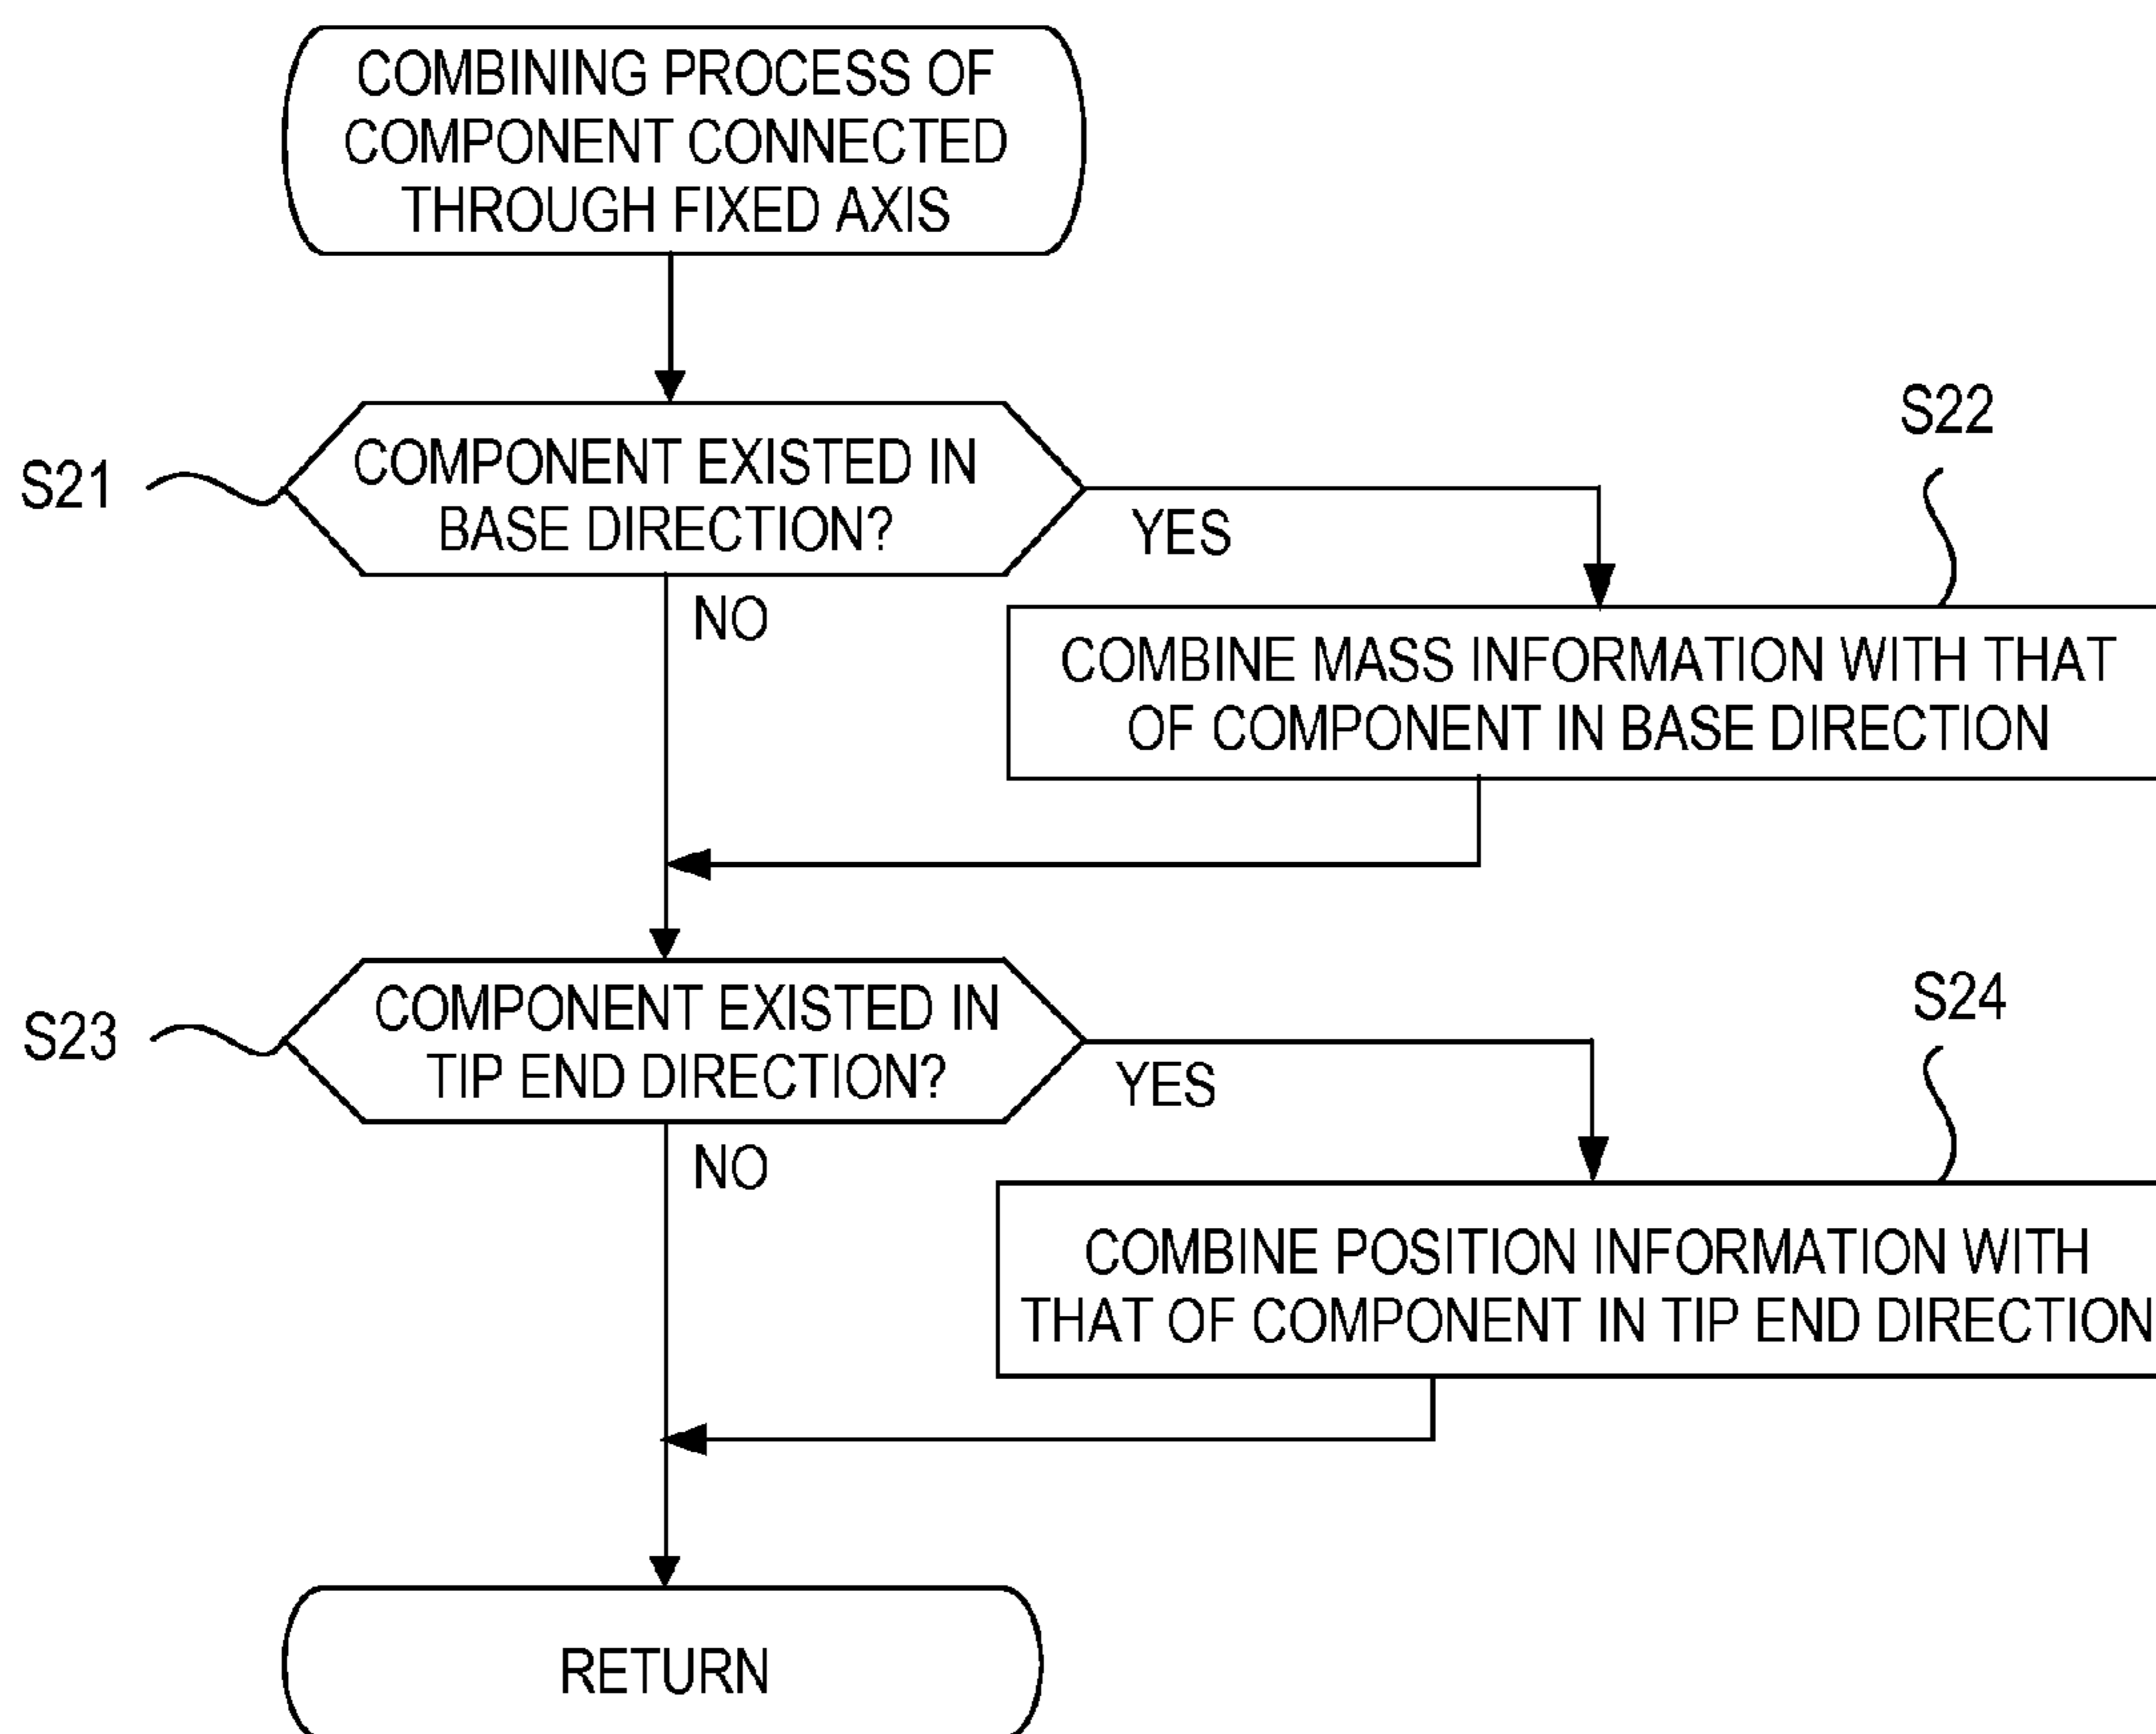 COMBINING PROCESS OF
COMPONENT CONNECTED
THROUGH FIXED AXIS
S21
COMPONENT EXISTED IN
BASE DIRECTION?
YES
NO
S22
COMBINE MASS INFORMATION WITH THAT
OF COMPONENT IN BASE DIRECTION
S23
COMPONENT EXISTED IN
TIP END DIRECTION?
YES
NO
S24
COMBINE POSITION INFORMATION WITH
THAT OF COMPONENT IN TIP END DIRECTION
RETURN